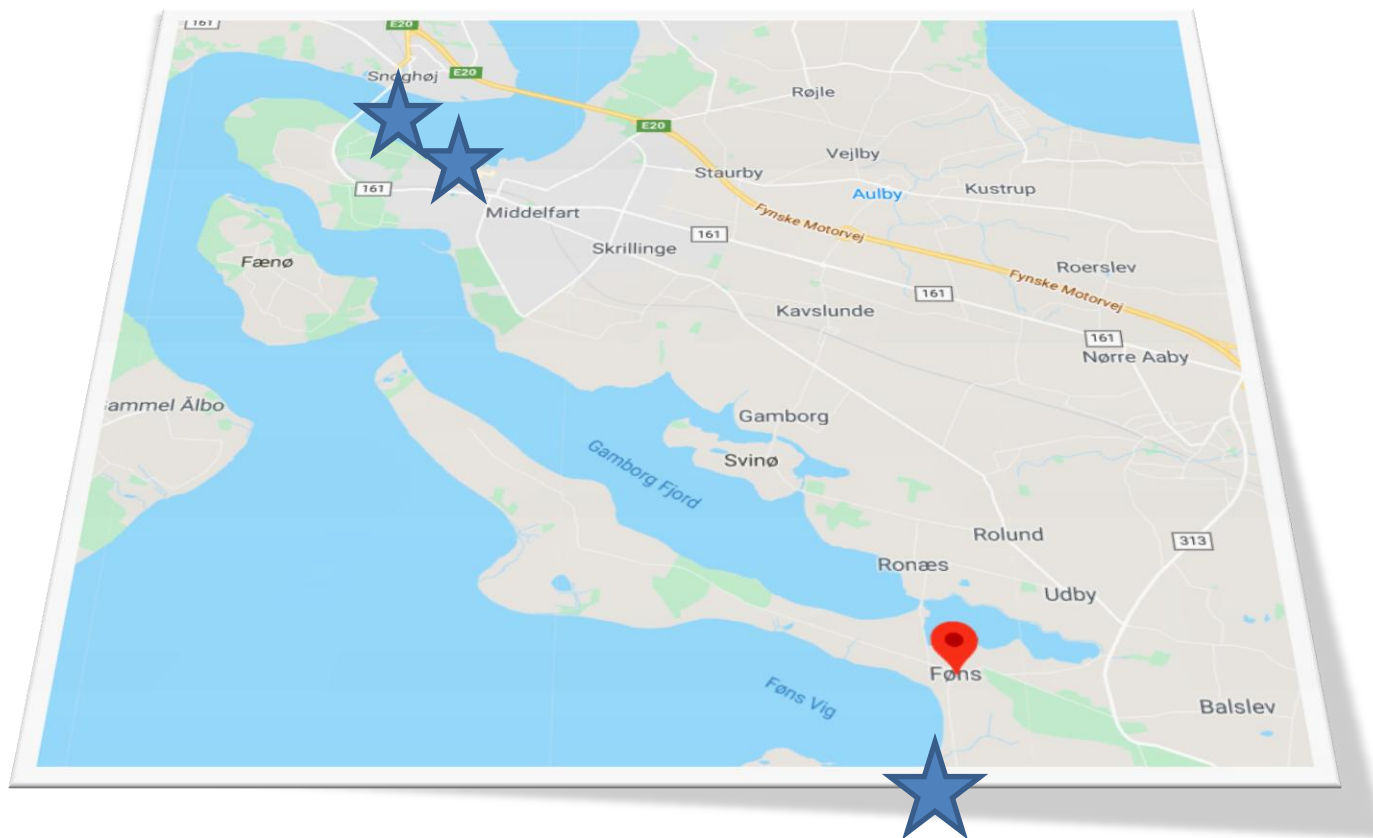 161
E20
Snoghøj
E20
Røjle
E20
Vejlby
Staurby
161
Aulby
Kustrup
Middelfart
Fynske Motorvej
161
Skrillinge
Fænø
Roerslev
Fynske Motorvej
161
Kavslunde
161
Nørre Aaby
ammel Ålbo
Gamborg
Gamborg Fjord
Svinø
Rolund
313
Ronæs
Udby
Føns
Føns Vig
Balslev